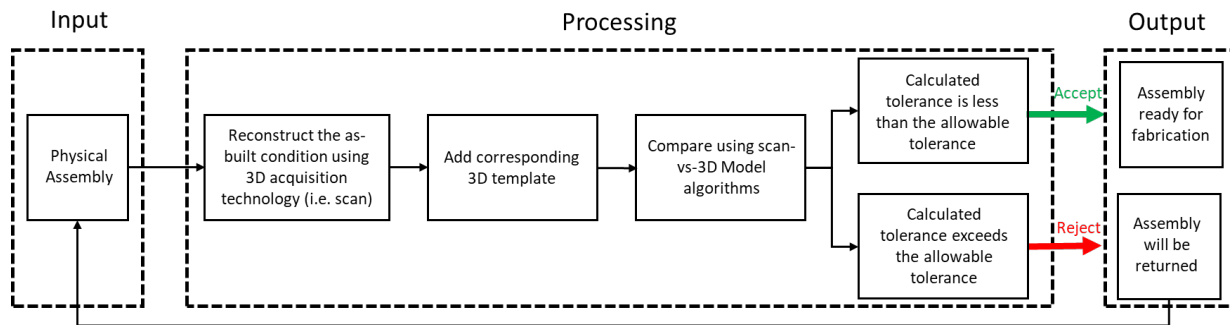 Input
Processing
Output
Physical
Assembly
Reconstruct the as-
built condition using
3D acquisition
technology (i.e. scan)
Add corresponding
3D template
Compare using scan-
vs-3D Model
algorithms
Calculated
tolerance is less
than the allowable
tolerance
Accept
Assembly
ready for
fabrication
Calculated
tolerance exceeds
the allowable
tolerance
Reject
Assembly
will be
returned